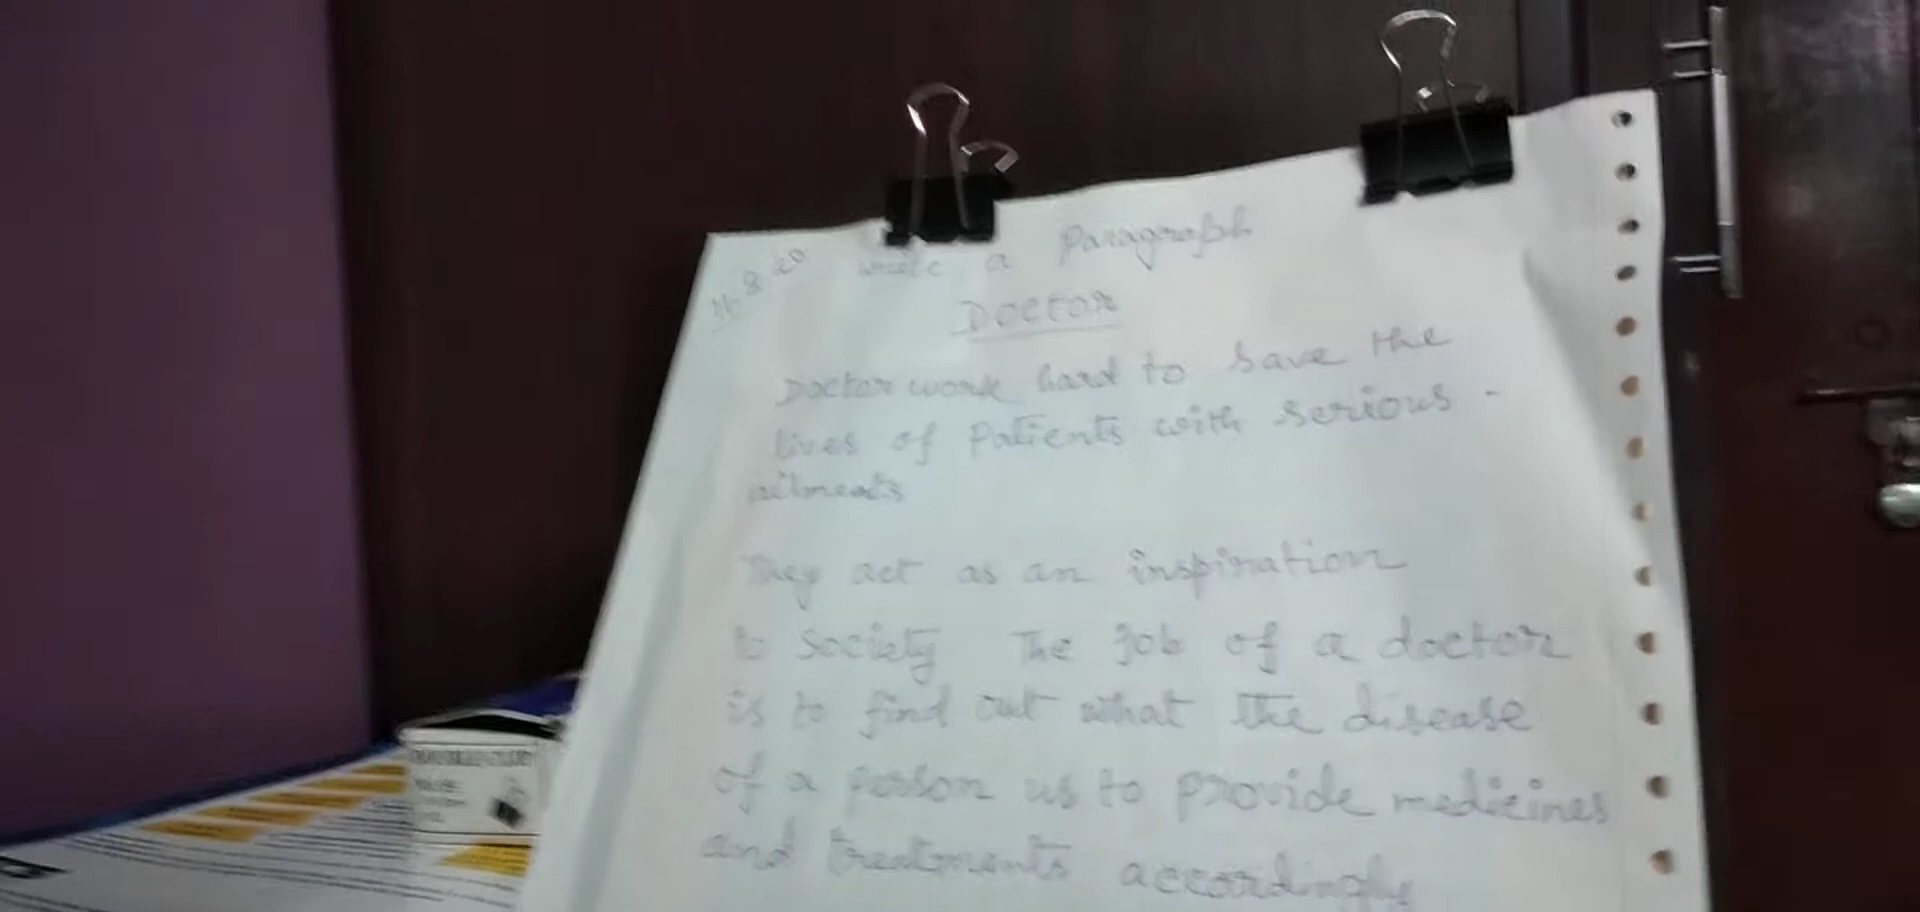 11.8.20 write a Paragraph
Doctor
Doctor work hard to save the
lives of Patients with serious -
ailments
They act as an inspiration
to society The job of a doctor
is to find out what the disease
of a person us to provide medicines
and treatments accordingly